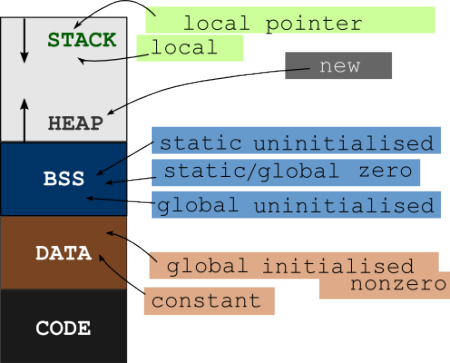 STACK
local pointer
local
new
HEAP
static uninitialised
BSS
static/global zero
global uninitialised
DATA
global initialised
nonzero
constant
CODE